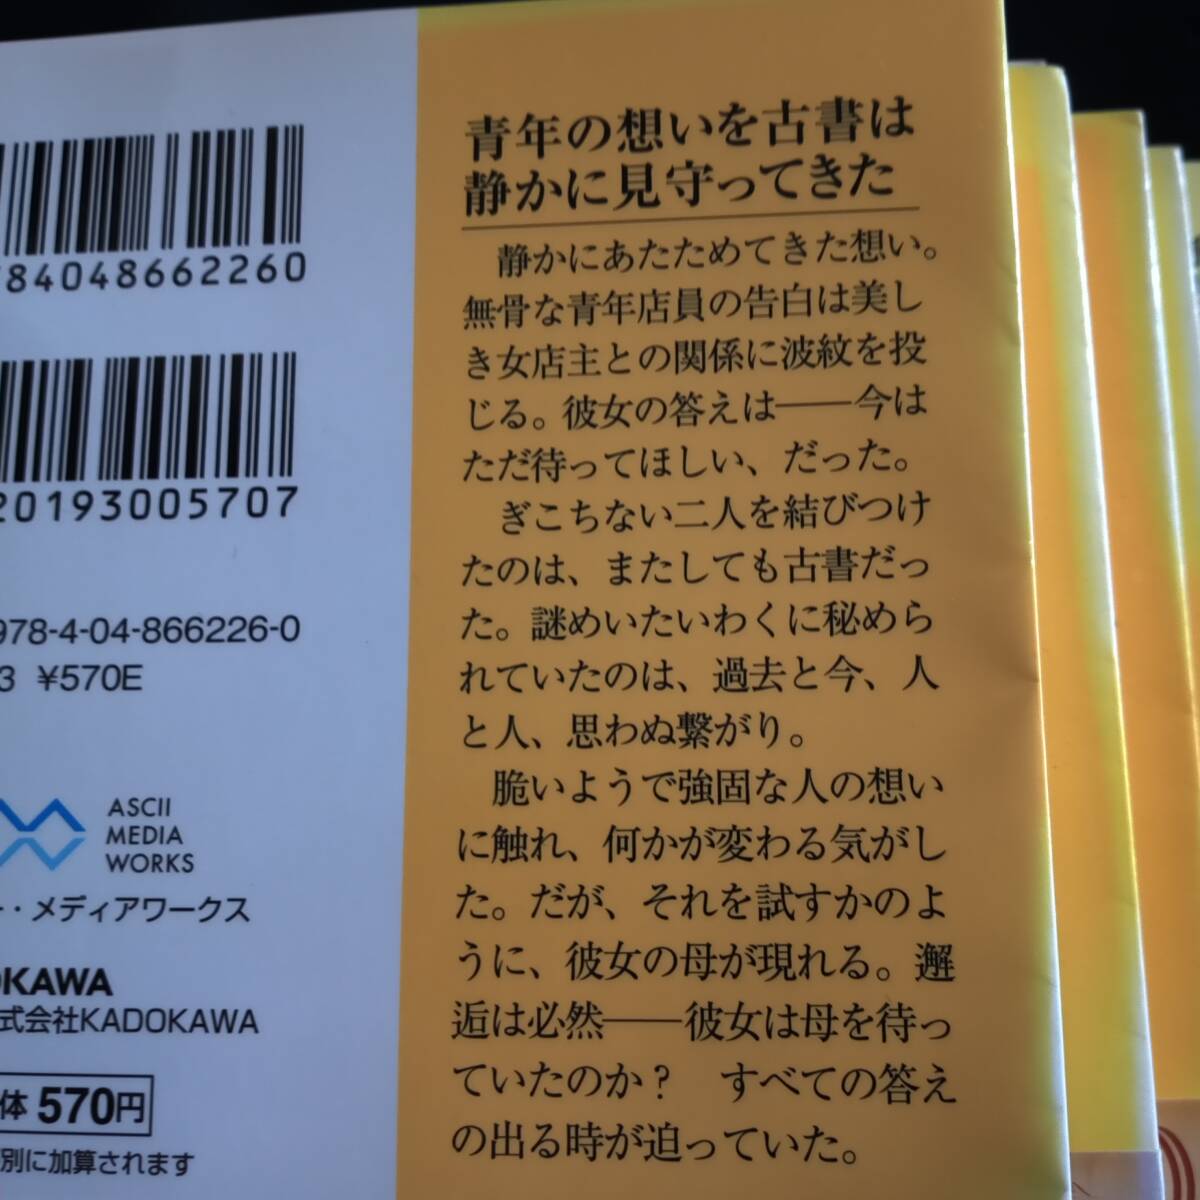 青年の想いを古書は
静かに見守ってきた
静かにあたためてきた想い。
無骨な青年店員の告白は美し
き女店主との関係に波紋を投
じる。彼女の答えは――今は
ただ待ってほしい、だった。
ぎこちない二人を結びつけ
たのは、またしても古書だっ
た。謎めいたいわくに秘めら
れていたのは、過去と今、人
と人、思わぬ繋がり。
脆いようで強固な人の想い
に触れ、何かが変わる気がし
た。だが、それを試すかのよ
うに、彼女の母が現れる。邂
逅は必然――彼女は母を待っ
ていたのか？　すべての答え
の出る時が迫っていた。
784048662260
20193005707
978-4-04-866226-0
3 ¥570E
ASCII
MEDIA
WORKS
ー・メディアワークス
OKAWA
式会社KADOKAWA
体 570円
別に加算されます